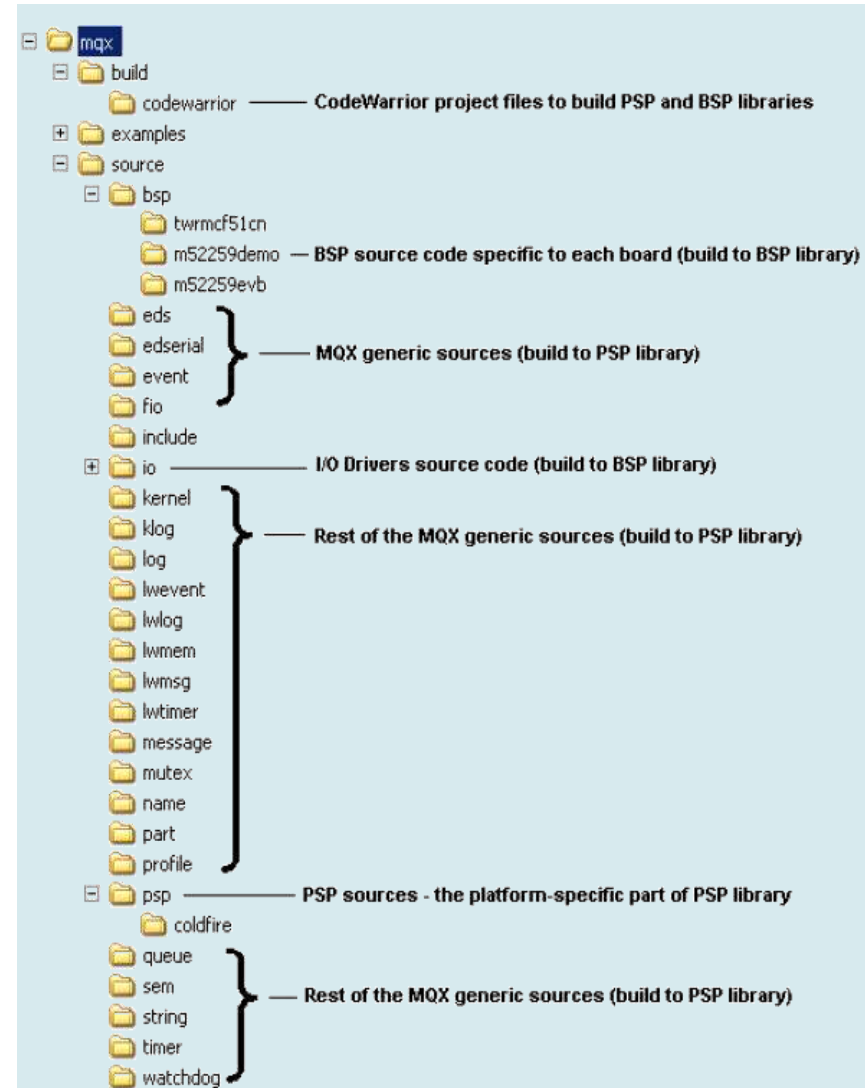 mqx
build
codewarrior CodeWarrior project files to build PSP and BSP libraries
examples
source
bsp
twrmcf51cn
m52259demo BSP source code specific to each board (build to BSP library)
m52259evb
eds
edserial
MQX generic sources (build to PSP library)
event
fio
include
io I/O Drivers source code (build to BSP library)
kernel
klog
Rest of the MQX generic sources (build to PSP library)
log
lwevent
lwlog
lwmem
lwmsg
lwtimer
message
mutex
name
part
profile
psp PSP sources - the platform-specific part of PSP library
coldfire
queue
sem
Rest of the MQX generic sources (build to PSP library)
string
timer
watchdog